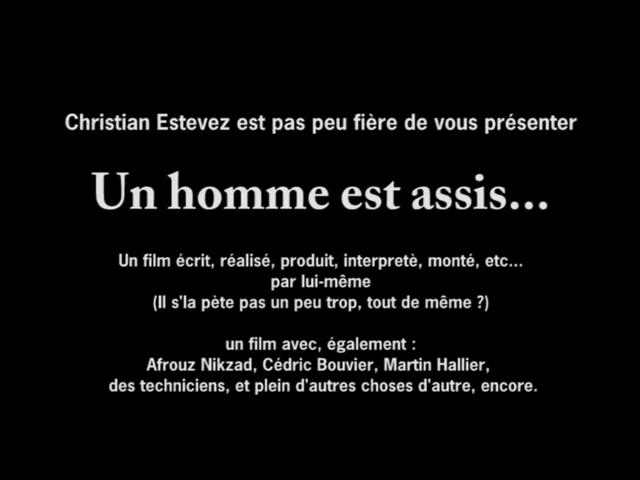 Christian Estevez est pas peu fière de vous présenter
Un homme est assis...
Un film écrit, réalisé, produit, interpretè, monté, etc...
par lui-même
(Il s'la pète pas un peu trop, tout de même ?)
un film avec, également :
Afrouz Nikzad, Cédric Bouvier, Martin Hallier,
des techniciens, et plein d'autres choses d'autre, encore.